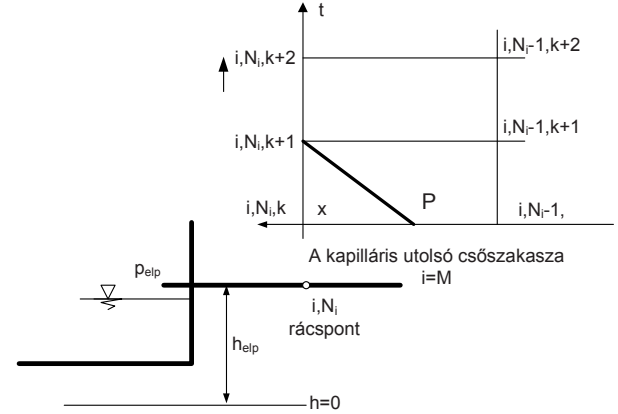 t
i,Nᵢ,k+2
i,Nᵢ-1,k+2
i,Nᵢ,k+1
i,Nᵢ-1,k+1
i,Nᵢ,k
x
P
i,Nᵢ-1,
A kapilláris utolsó csőszakasza
i=M
pₑₗₚ
i,Nᵢ
rácspont
hₑₗₚ
h=0